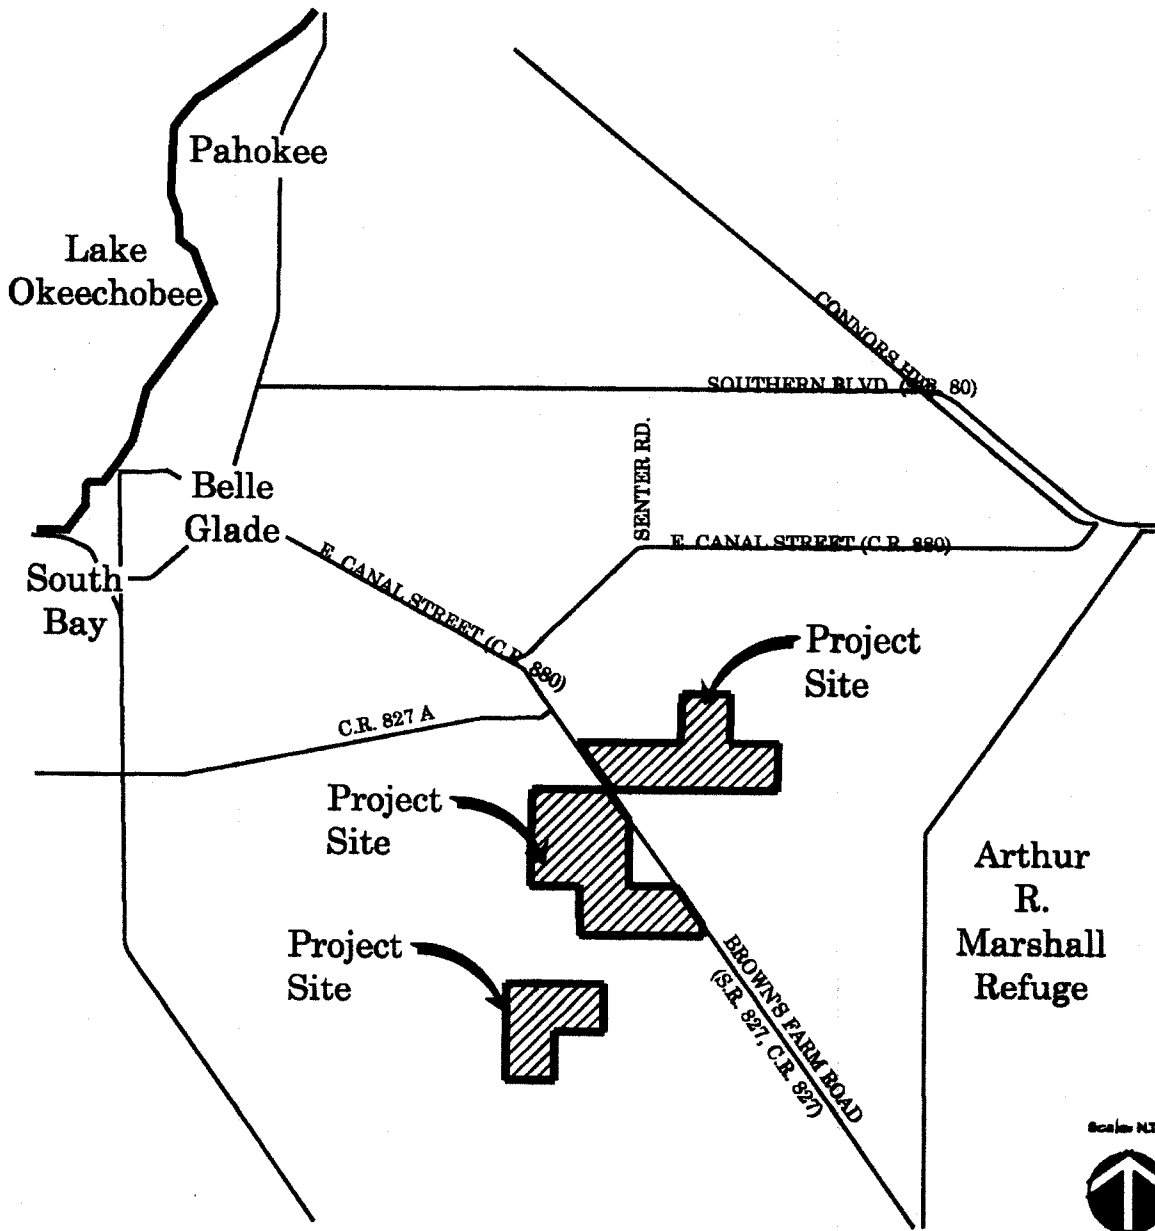 Pahokee
Lake
Okeechobee
CONNORS HWY.
SOUTHERN BLVD. (S.R. 80)
SENTER RD.
Belle
Glade
E. CANAL STREET (C.R. 880)
E. CANAL STREET (C.R. 880)
South
Bay
Project
Site
C.R. 827 A
Project
Site
Arthur
R.
Marshall
Refuge
Project
Site
BROWN'S FARM ROAD
(S.R. 827, C.R. 827)
Scale: N.T